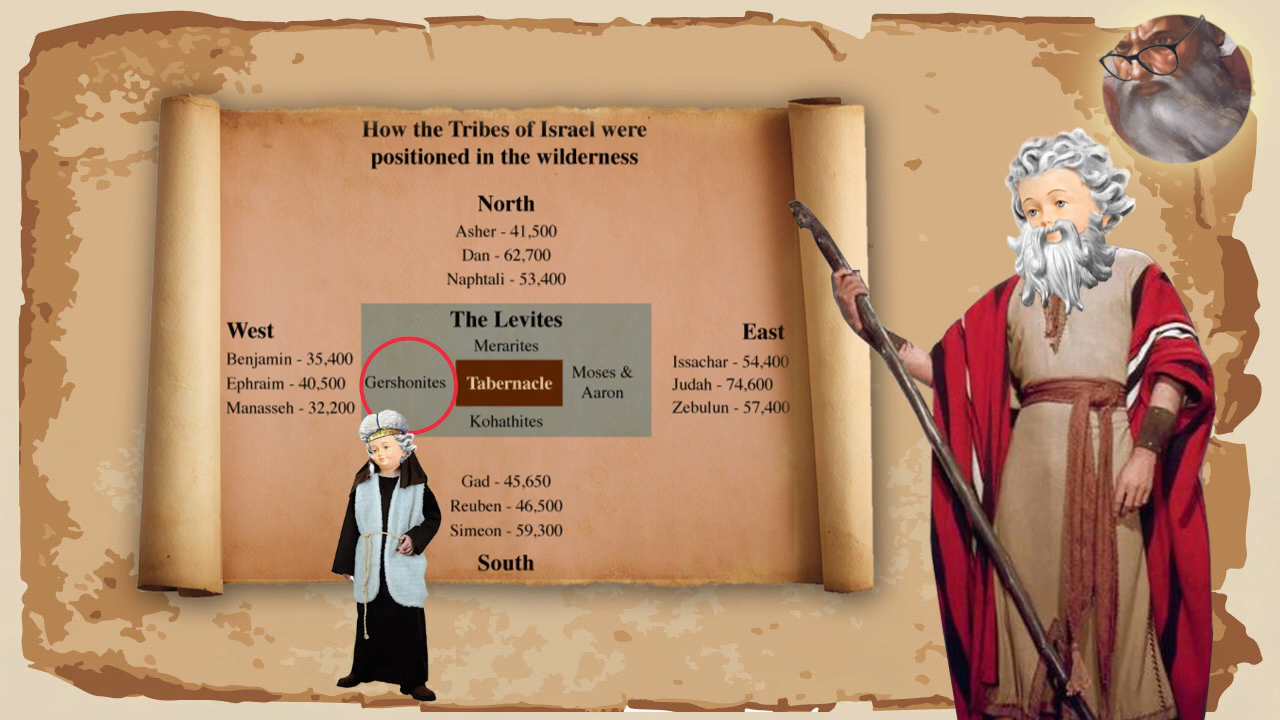 How the Tribes of Israel were
positioned in the wilderness
North
Asher - 41,500
Dan - 62,700
Naphtali - 53,400
West
Benjamin - 35,400
Ephraim - 40,500
Manasseh - 32,200
The Levites
Merarites
Gershonites
Tabernacle
Moses &
Aaron
Kohathites
East
Issachar - 54,400
Judah - 74,600
Zebulun - 57,400
Gad - 45,650
Reuben - 46,500
Simeon - 59,300
South